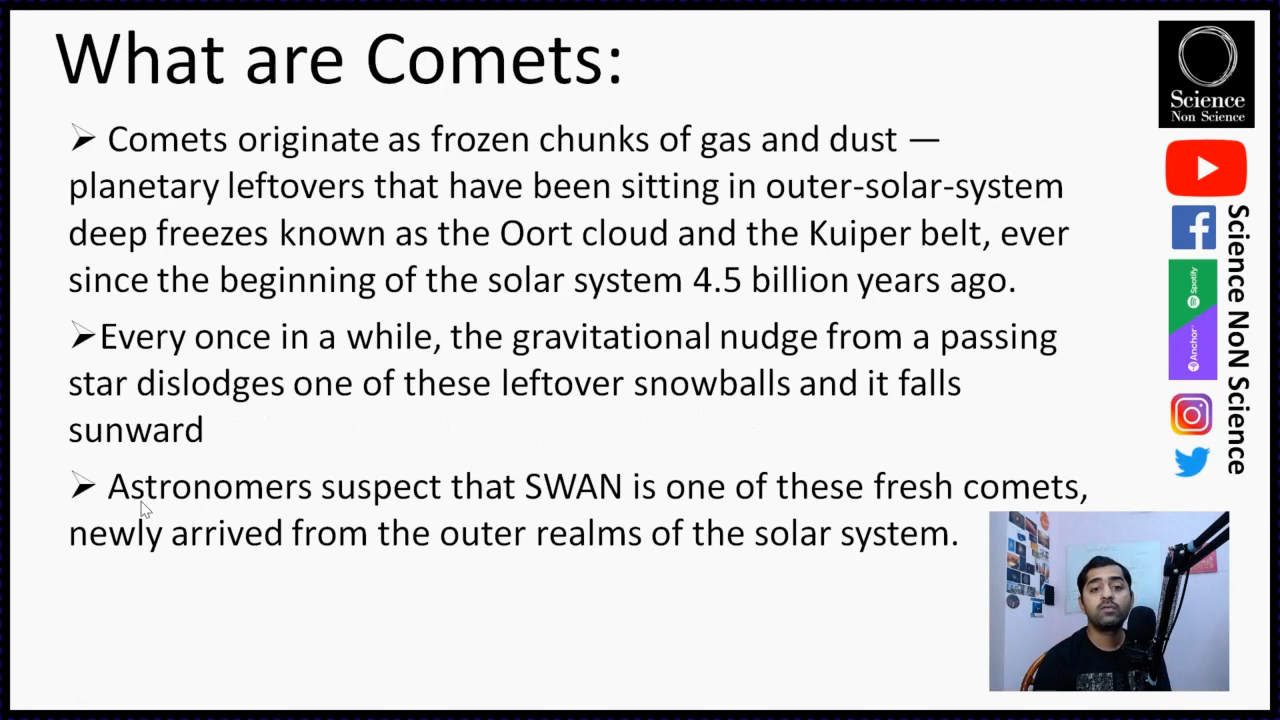 What are Comets:
➢ Comets originate as frozen chunks of gas and dust —
planetary leftovers that have been sitting in outer-solar-system
deep freezes known as the Oort cloud and the Kuiper belt, ever
since the beginning of the solar system 4.5 billion years ago.
➢Every once in a while, the gravitational nudge from a passing
star dislodges one of these leftover snowballs and it falls
sunward
➢ Astronomers suspect that SWAN is one of these fresh comets,
newly arrived from the outer realms of the solar system.
Science
Non Science
Spotify
Anchor
Science NoN Science